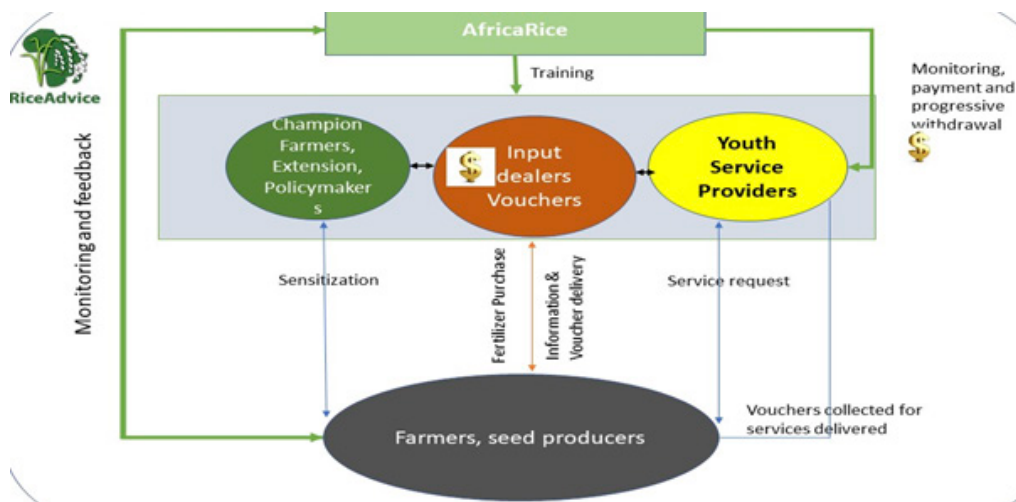 AfricaRice
RiceAdvice
Training
Monitoring,
payment and
progressive
withdrawal
Champion
Farmers,
Extension,
Policymaker
s
Input
dealers
Vouchers
Youth
Service
Providers
Monitoring and feedback
Sensitization
Fertilizer Purchase
Information &
Voucher delivery
Service request
Farmers, seed producers
Vouchers collected for
services delivered